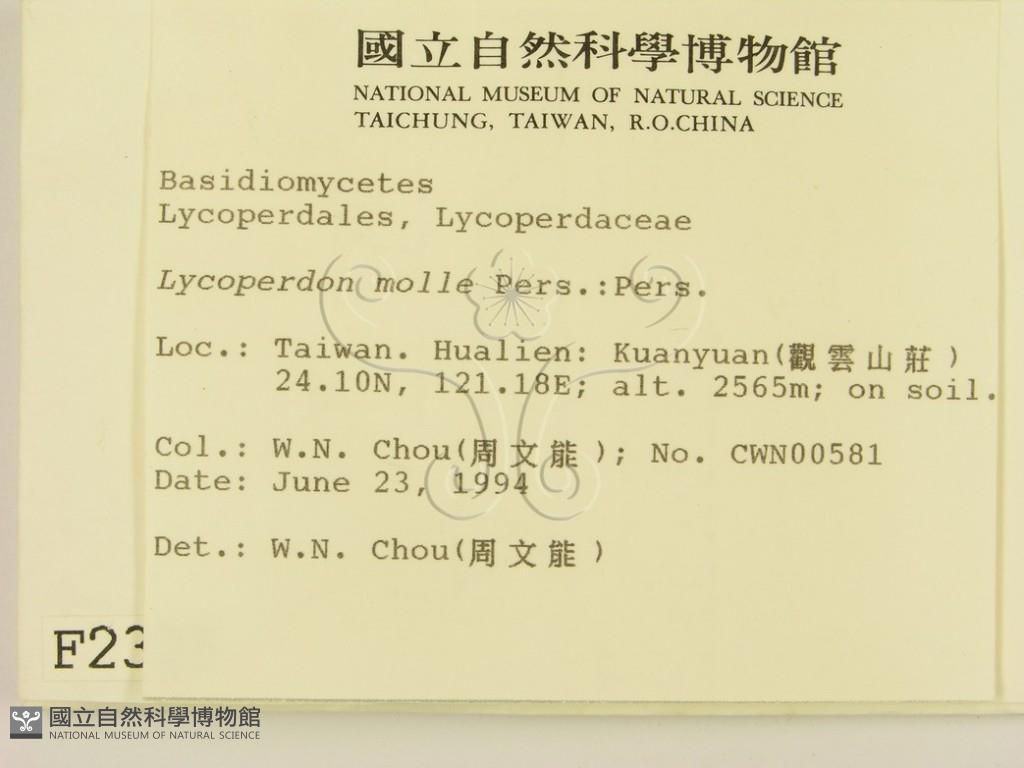 國立自然科學博物館
NATIONAL MUSEUM OF NATURAL SCIENCE
TAICHUNG, TAIWAN, R.O.CHINA
Basidiomycetes
Lycoperdales, Lycoperdaceae
Lycoperdon molle Pers.:Pers.
Loc.: Taiwan. Hualien: Kuanyuan(觀雲山莊)
24.10N, 121.18E; alt. 2565m; on soil.
Col.: W.N. Chou(周文能); No. CWN00581
Date: June 23, 1994
Det.: W.N. Chou(周文能)
F23
國立自然科學博物館
NATIONAL MUSEUM OF NATURAL SCIENCE